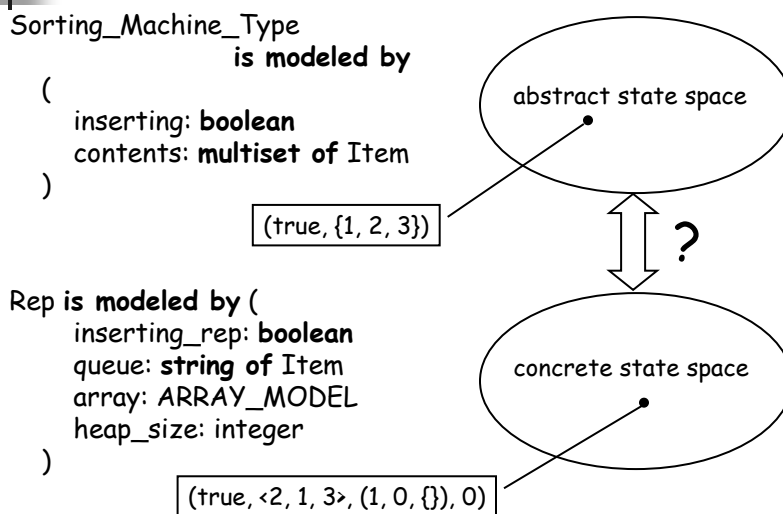 Sorting_Machine_Type
is modeled by
(
inserting: boolean
contents: multiset of Item
)
abstract state space
(true, {1, 2, 3})
?
Rep is modeled by (
inserting_rep: boolean
queue: string of Item
array: ARRAY_MODEL
heap_size: integer
)
concrete state space
(true, <2, 1, 3>, (1, 0, {}), 0)